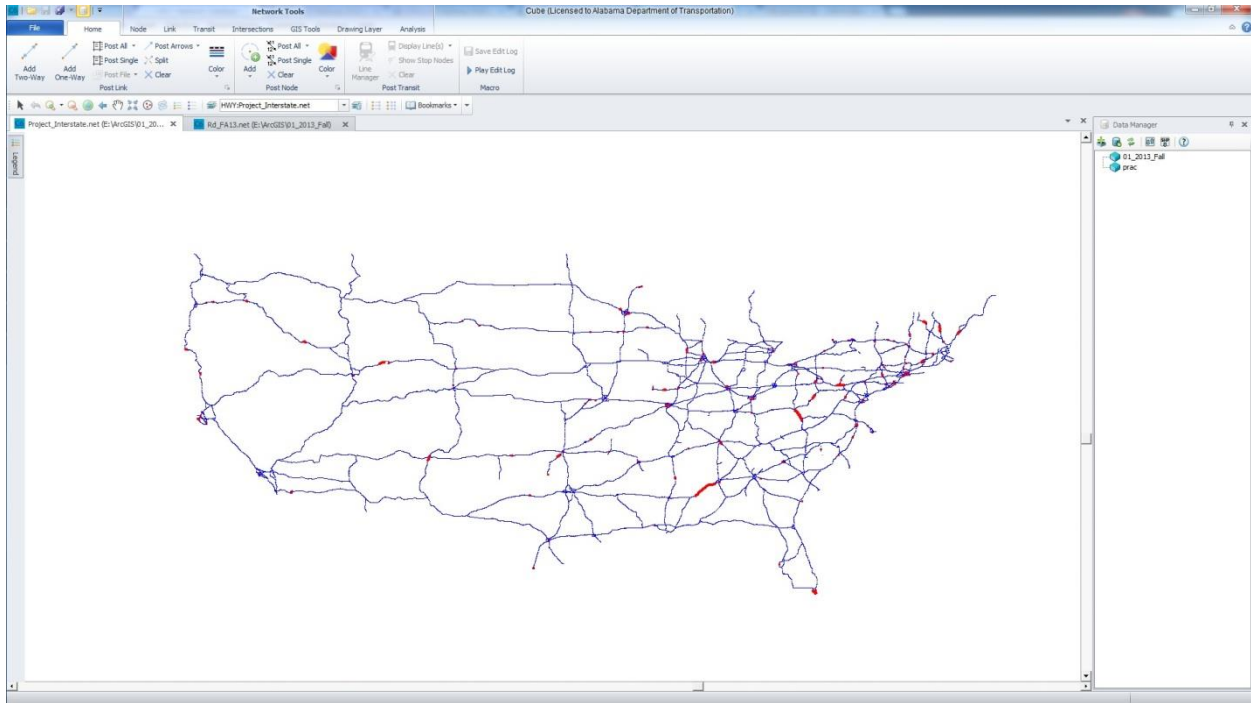 Network Tools
Cube (Licensed to Alabama Department of Transportation)
File Home Node Link Transit Intersections GIS Tools Drawing Layer Analysis
Add Two-Way
Add One-Way
Post All
Post Single
Post File
Post Arrows
Split
Clear
Color
Post Link
Add
Post All
Post Single
Clear
Color
Post Node
Line Manager
Display Line(s)
Show Stop Nodes
Clear
Post Transit
Save Edit Log
Play Edit Log
Macro
HWY:Project_Interstate.net
Bookmarks
Project_Interstate.net (E:\ArcGIS\01_20...
Rd_FA13.net (E:\ArcGIS\01_2013_Fall)
Legend
Data Manager
01_2013_Fall
prac